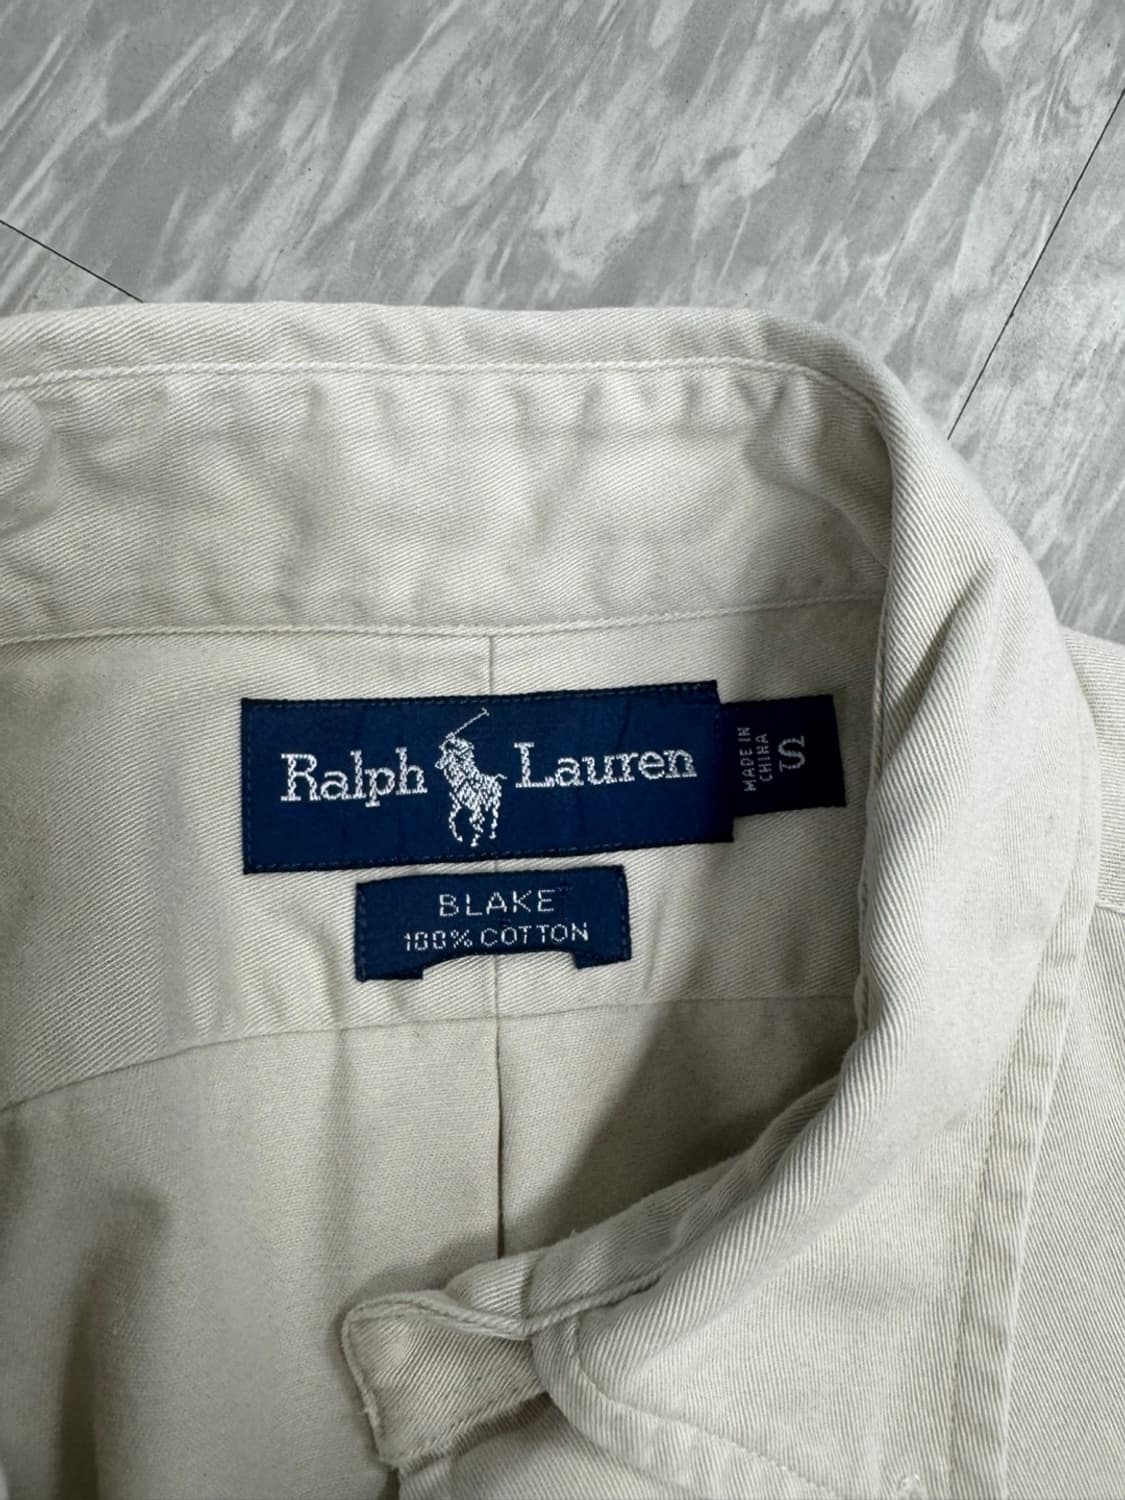 Ralph Lauren
MADE IN
CHINA
S
BLAKE
100% COTTON